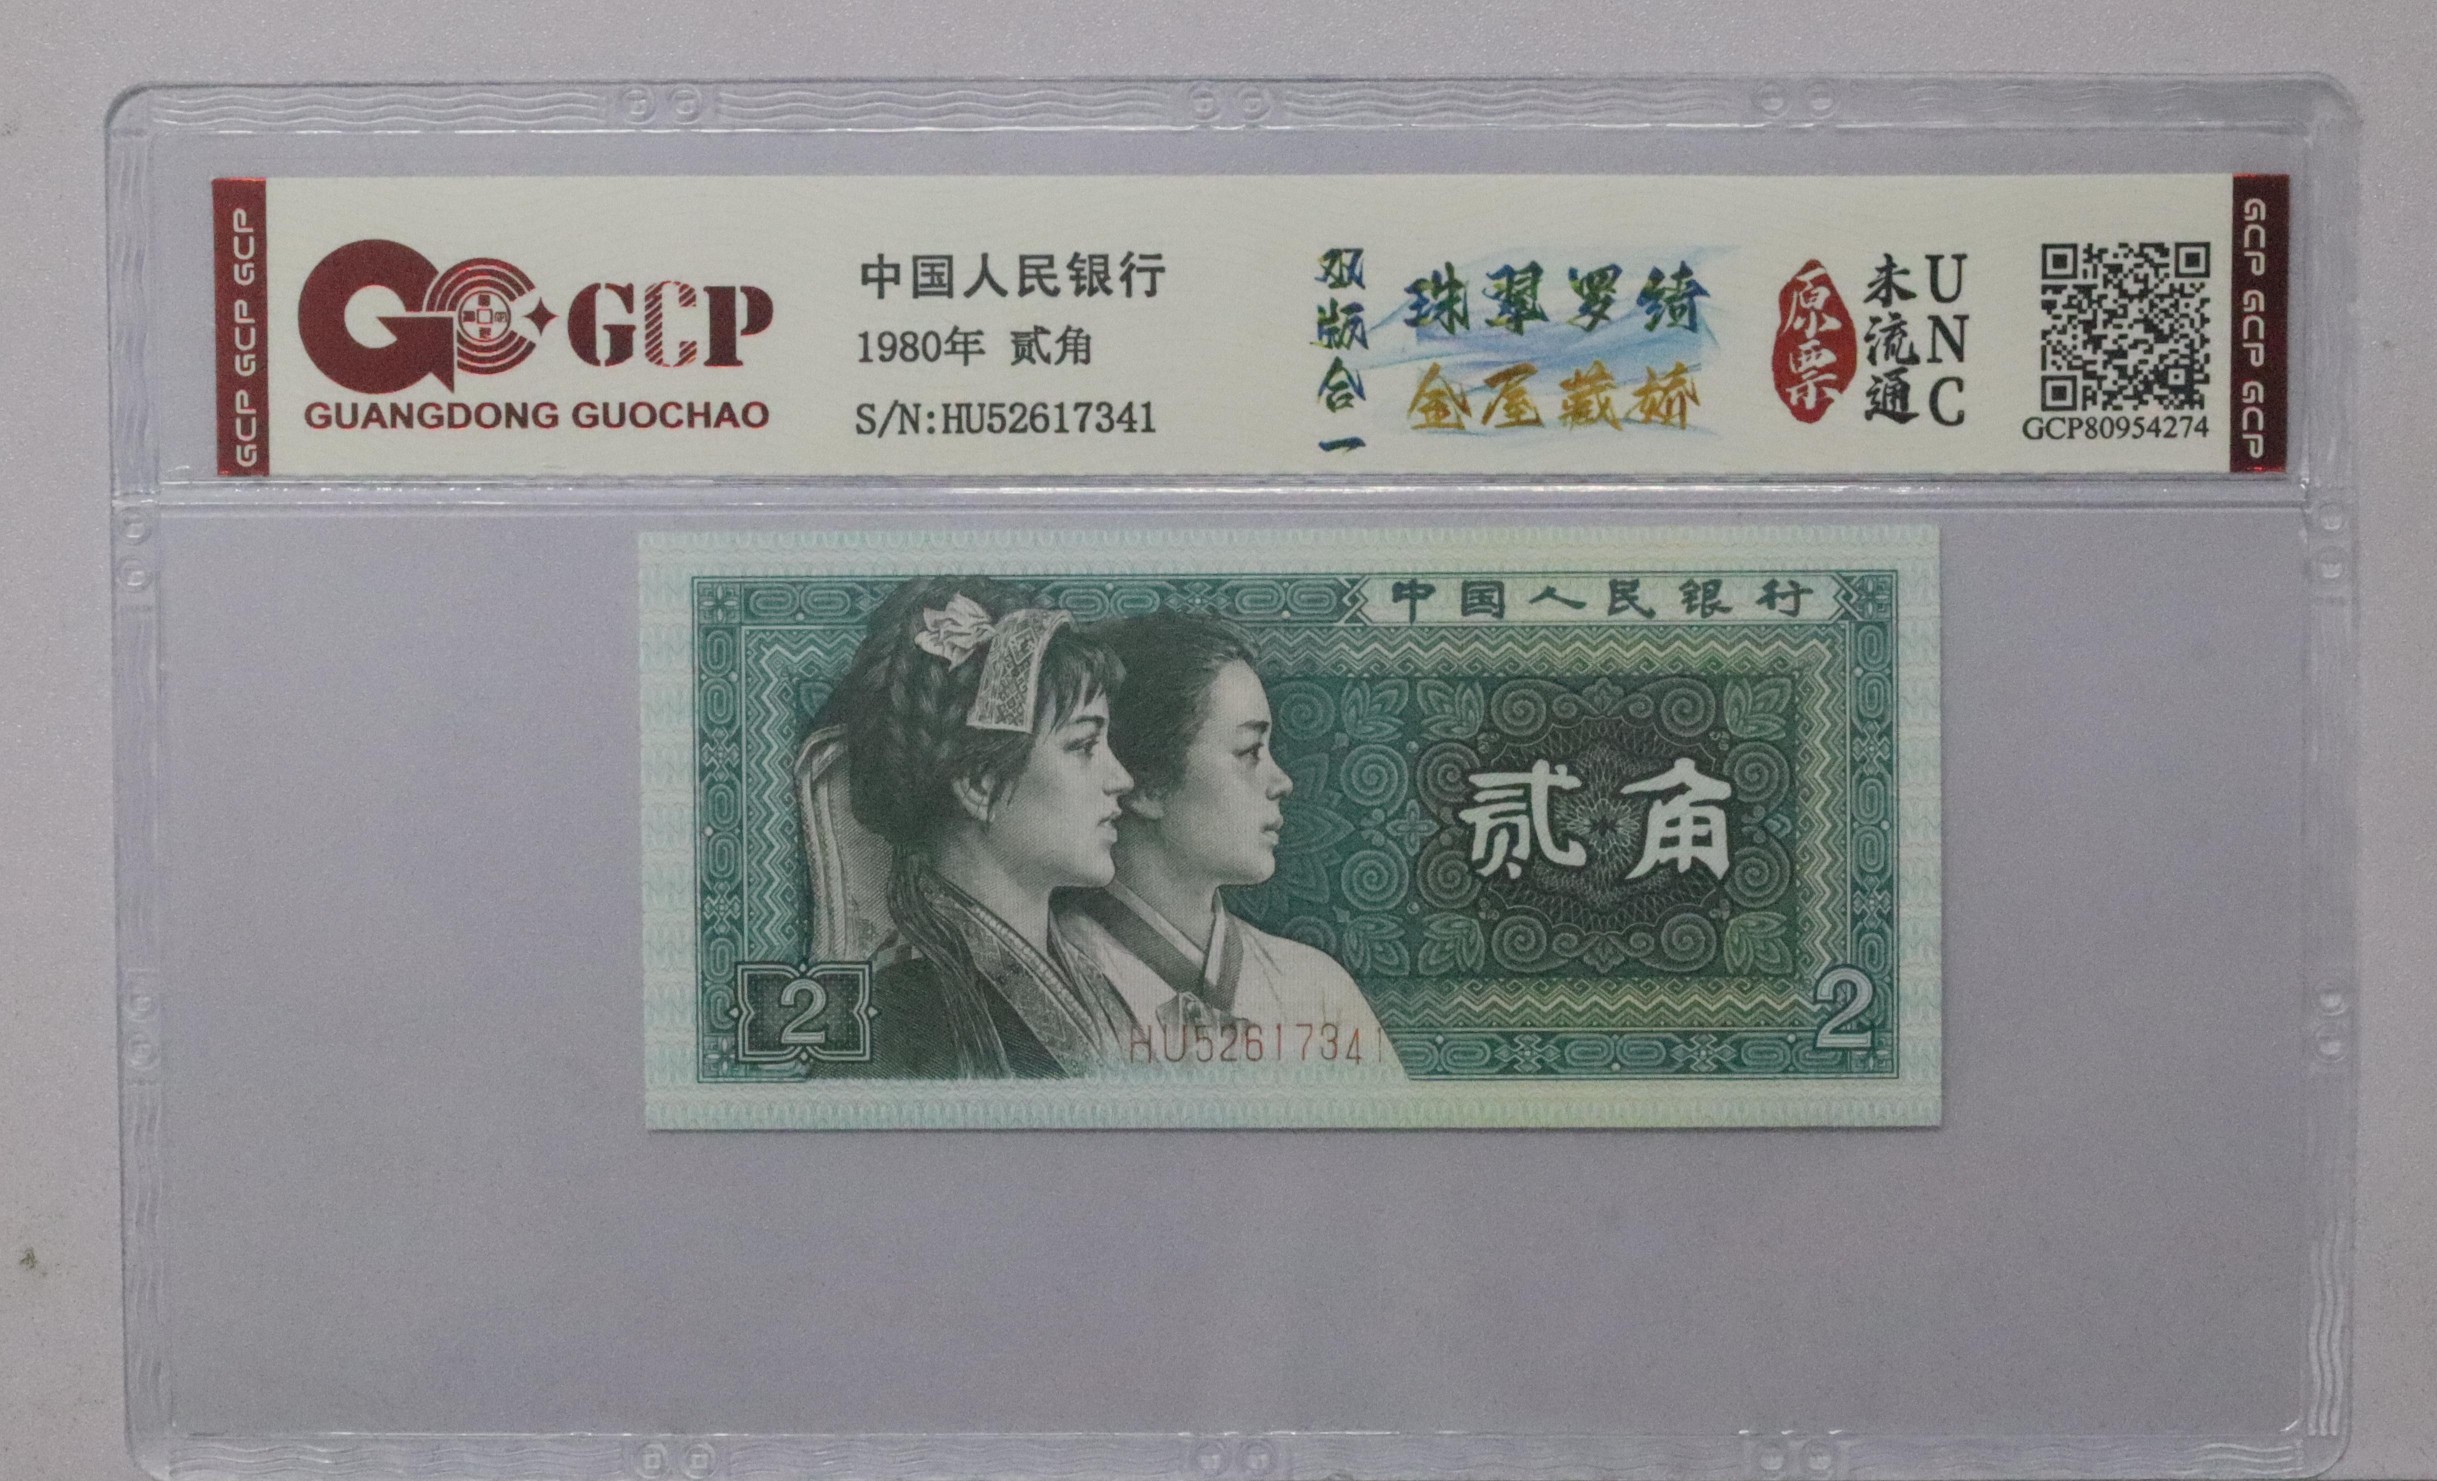 GCP GCP GCP
GCP
GUANGDONG GUOCHAO
中国人民银行
1980年 贰角
S/N:HU52617341
双版合一
珠翠罗绮
金屋藏娇
原票
未流通
UNC
GCP80954274
GCP GCP GCP
中国人民银行
贰角
2
HU52617341
2